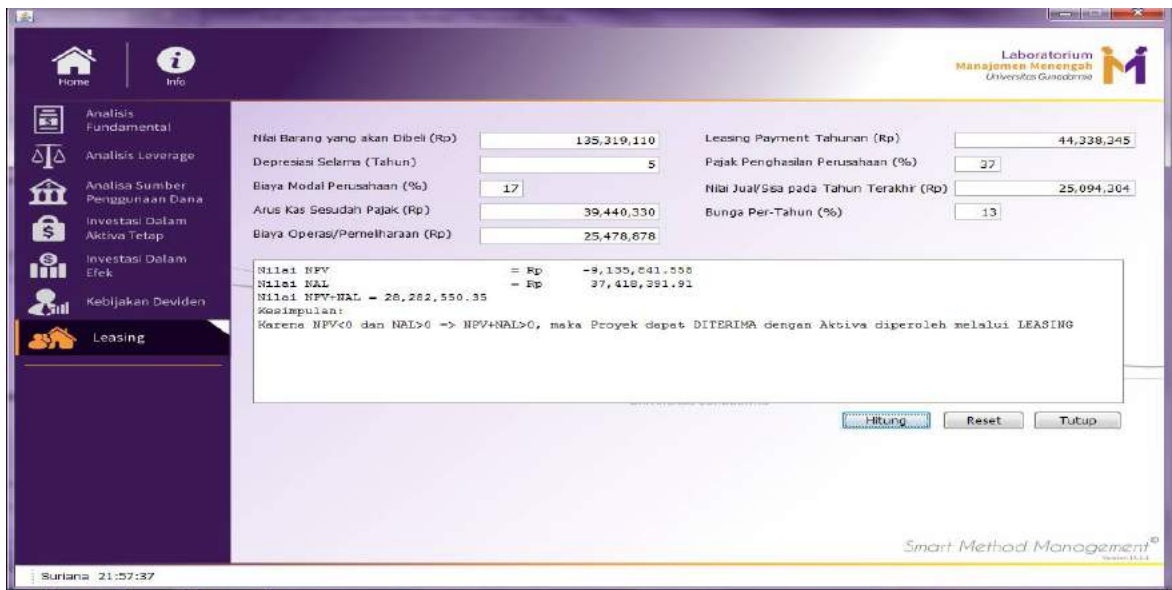 Home
Info
Laboratorium
Manajemen Menengah
Universitas Gunadarma
Analisis
Fundamental
Analisis Leverage
Analisa Sumber
Penggunaan Dana
Investasi Dalam
Aktiva Tetap
Investasi Dalam
Efek
Kebijakan Deviden
Leasing
Nilai Barang yang akan Dibeli (Rp) 135,319,110
Depresiasi Selama (Tahun) 5
Biaya Modal Perusahaan (%) 17
Arus Kas Sesudah Pajak (Rp) 39,440,330
Biaya Operasi/Pemeliharaan (Rp) 25,478,878
Leasing Payment Tahunan (Rp) 44,338,345
Pajak Penghasilan Perusahaan (%) 37
Nilai Jual/Sisa pada Tahun Terakhir (Rp) 25,094,304
Bunga Per-Tahun (%) 13
Nilai NPV = Rp -9,135,841.558
Nilai NAL = Rp 37,418,391.91
Nilai NPV+NAL = 28,282,550.35
Kesimpulan:
Karena NPV<0 dan NAL>0 => NPV+NAL>0, maka Proyek dapat DITERIMA dengan Aktiva diperoleh melalui LEASING
Hitung
Reset
Tutup
Smart Method Management©
Suriana 21:57:37